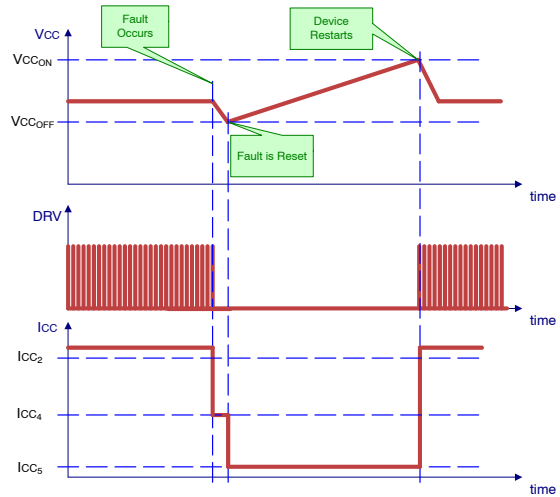 Fault
Occurs
Device
Restarts
VCC
VCCON
VCCOFF
Fault is Reset
time
DRV
time
ICC
ICC2
ICC4
ICC5
time